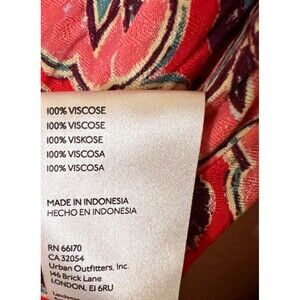 100% VISCOSE
100% VISCOSE
100% VISKOSE
100% VISCOSA
100% VISCOSA
MADE IN INDONESIA
HECHO EN INDONESIA
RN 66170
CA 32054
Urban Outfitters, Inc.
146 Brick Lane
LONDON. E1 6RU